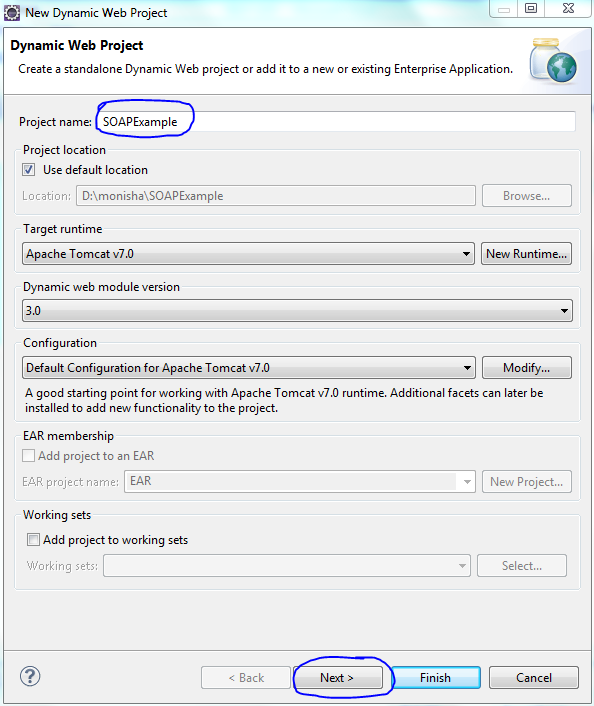 New Dynamic Web Project
Dynamic Web Project
Create a standalone Dynamic Web project or add it to a new or existing Enterprise Application.
Project name: SOAPExample
Project location
Use default location
Location: D:\monisha\SOAPExample Browse...
Target runtime
Apache Tomcat v7.0 New Runtime...
Dynamic web module version
3.0
Configuration
Default Configuration for Apache Tomcat v7.0 Modify...
A good starting point for working with Apache Tomcat v7.0 runtime. Additional facets can later be
installed to add new functionality to the project.
EAR membership
Add project to an EAR
EAR project name: EAR New Project...
Working sets
Add project to working sets
Working sets: Select...
? < Back Next > Finish Cancel